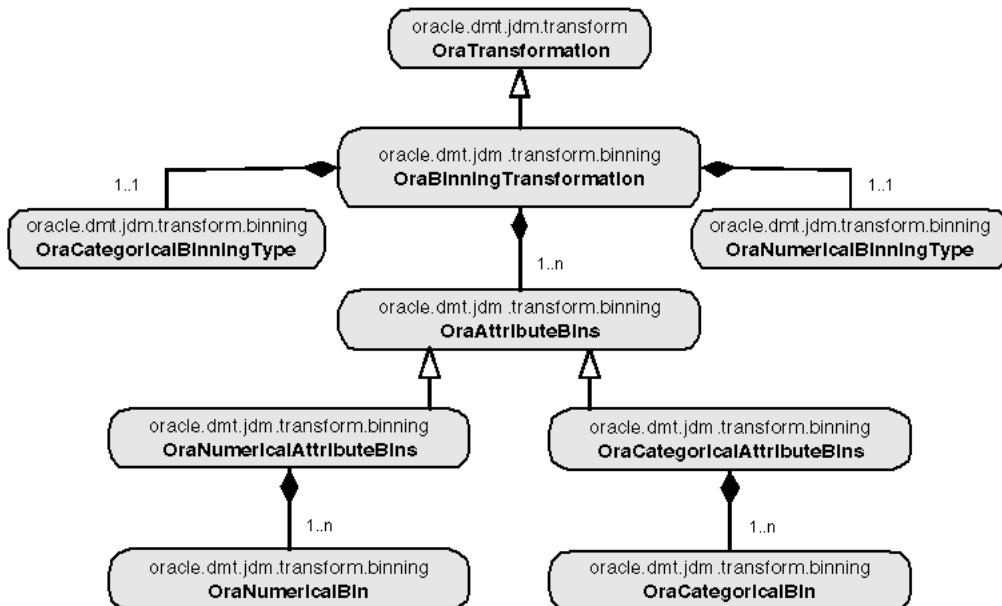 oracle.dmt.jdm.transform
OraTransformation
oracle.dmt.jdm .transform.binning
OraBinningTransformation
1..1
1..1
oracle.dmt.jdm.transform.binning
OraCategoricalBinningType
oracle.dmt.jdm.transform.binning
OraNumericalBinningType
1..n
oracle.dmt.jdm .transform.binning
OraAttributeBins
oracle.dmt.jdm .transform.binning
OraNumericalAttributeBins
oracle.dmt.jdm .transform.binning
OraCategoricalAttributeBins
1..n
1..n
oracle.dmt.jdm .transform.binning
OraNumericalBin
oracle.dmt.jdm .transform.binning
OraCategoricalBin